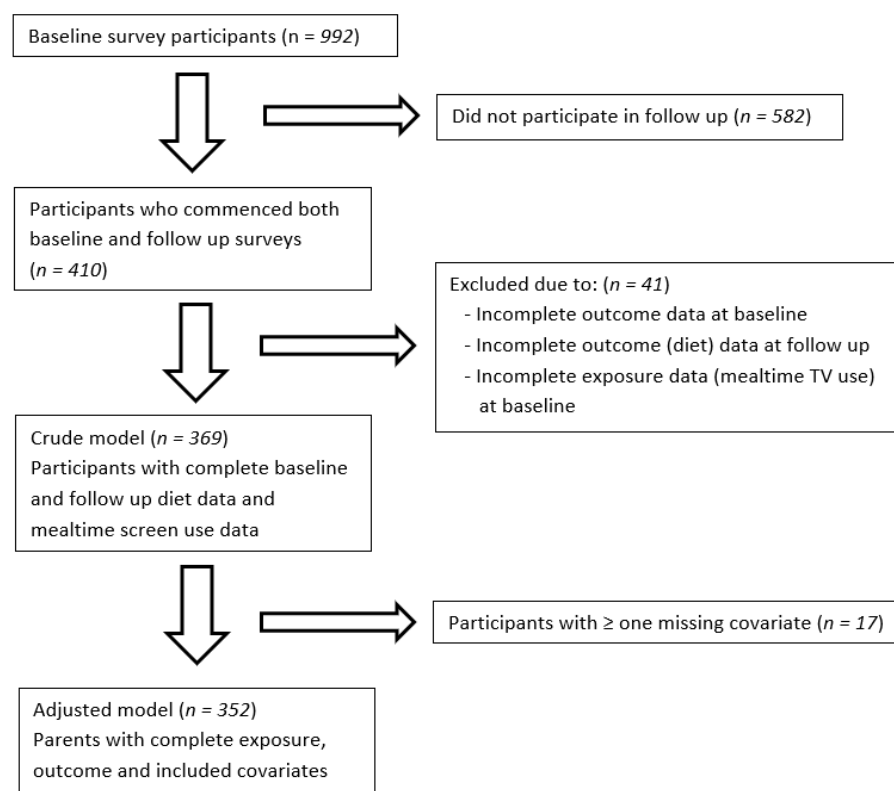 Baseline survey participants (n = 992)
Did not participate in follow up (n = 582)
Participants who commenced both
baseline and follow up surveys
(n = 410)
Excluded due to: (n = 41)
- Incomplete outcome data at baseline
- Incomplete outcome (diet) data at follow up
- Incomplete exposure data (mealtime TV use)
at baseline
Crude model (n = 369)
Participants with complete baseline
and follow up diet data and
mealtime screen use data
Participants with ≥ one missing covariate (n = 17)
Adjusted model (n = 352)
Parents with complete exposure,
outcome and included covariates